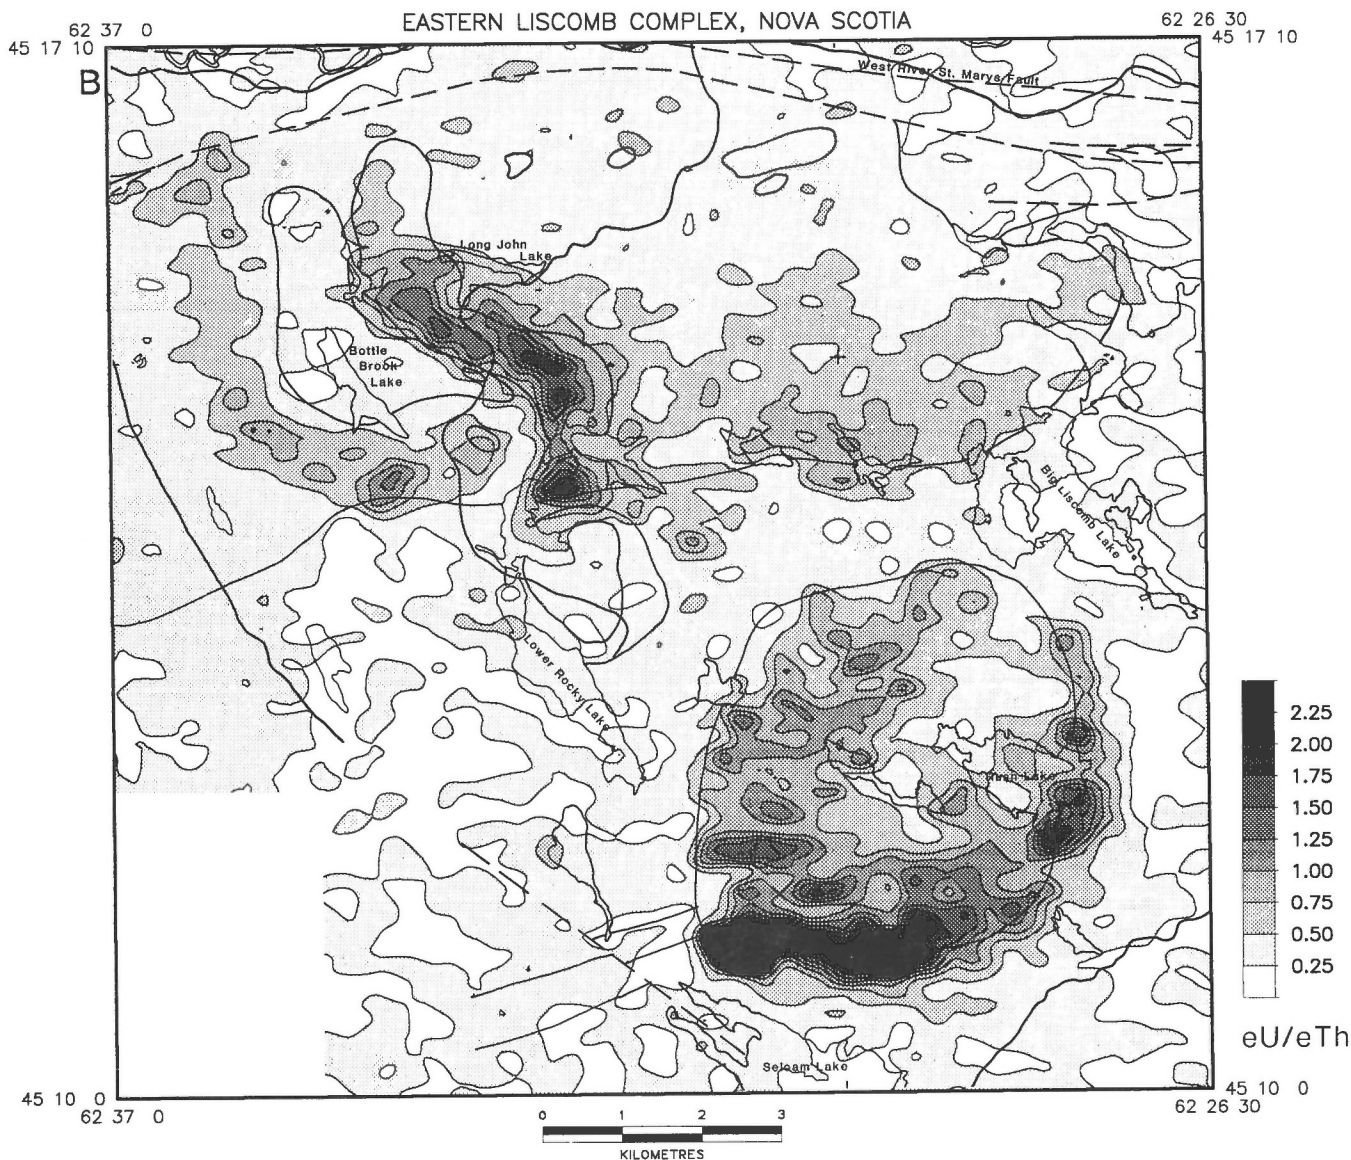 EASTERN LISCOMB COMPLEX, NOVA SCOTIA
62 37 0
62 26 30
45 17 10
45 17 10
B
West River St. Marys Fault
Long John
Lake
Bottle
Brook
Lake
Big Liscomb Lake
Lower Rocky Lake
Lake
Seloam Lake
2.25
2.00
1.75
1.50
1.25
1.00
0.75
0.50
0.25
eU/eTh
45 10 0
45 10 0
62 37 0
62 26 30
0 1 2 3
KILOMETRES